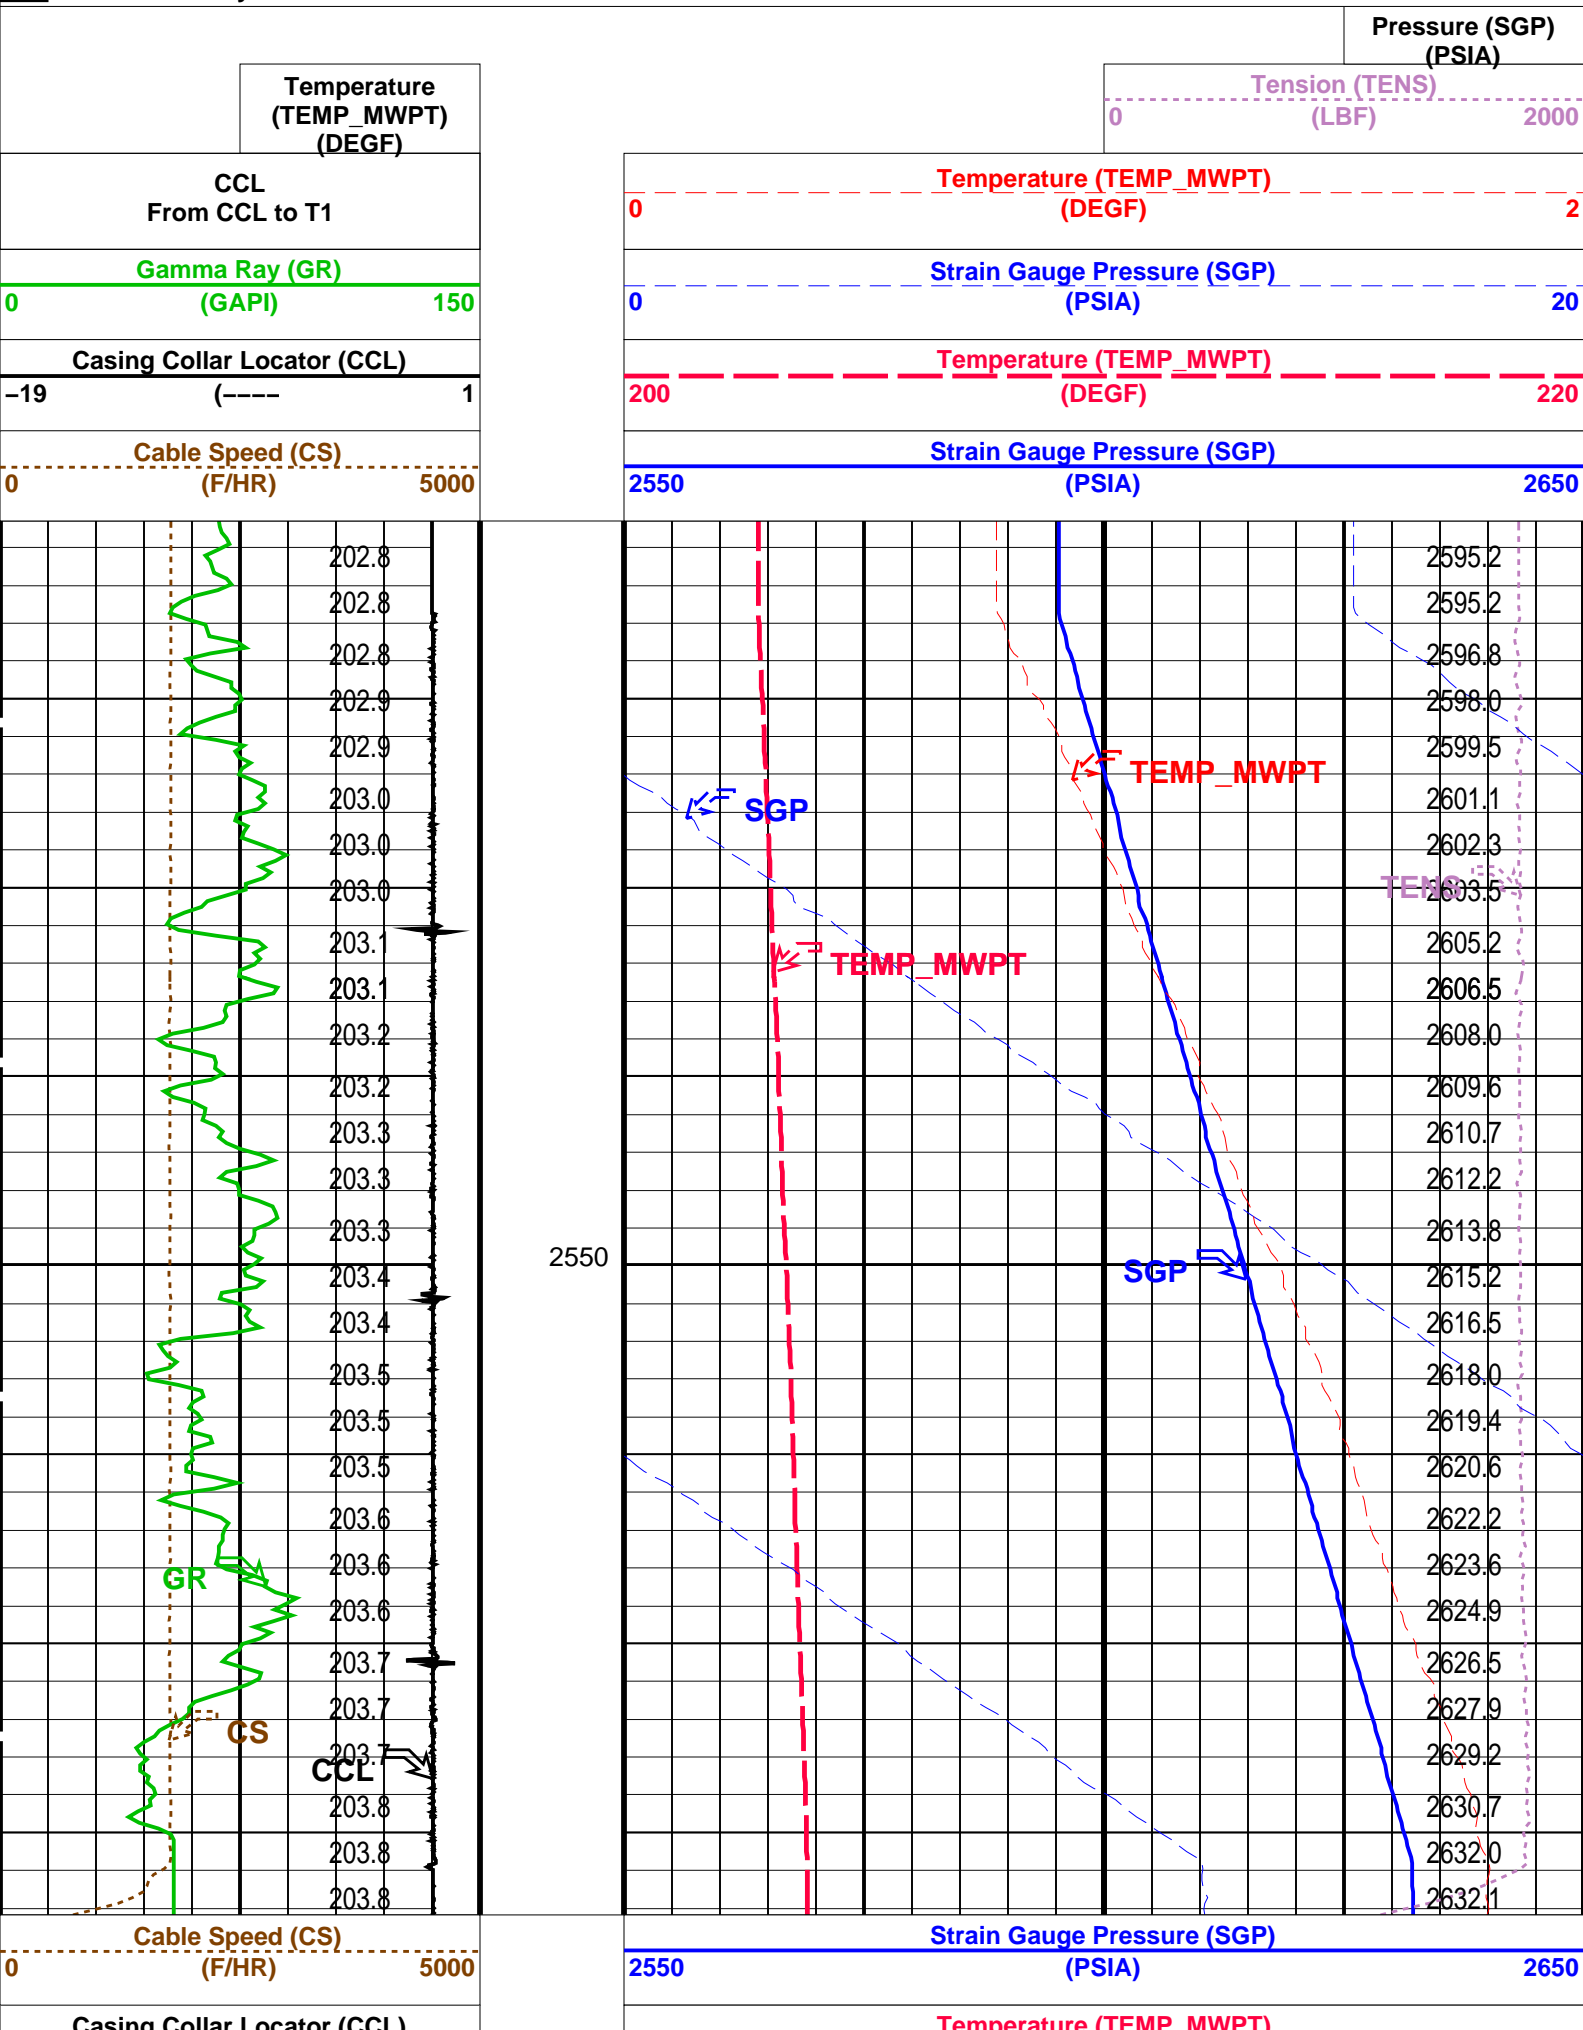 Pressure (SGP)
(PSIA)
Tension (TENS)
0 (LBF) 2000
Temperature
(TEMP_MWPT)
(DEGF)
CCL
From CCL to T1
Temperature (TEMP_MWPT)
0 (DEGF) 2
Gamma Ray (GR)
0 (GAPI) 150
Strain Gauge Pressure (SGP)
0 (PSIA) 20
Casing Collar Locator (CCL)
−19 (−−−− 1
Temperature (TEMP_MWPT)
200 (DEGF) 220
Cable Speed (CS)
0 (F/HR) 5000
Strain Gauge Pressure (SGP)
2550 (PSIA) 2650
202.8 2595.2
202.8 2595.2
202.8 2596.8
202.9 2598.0
202.9 2599.5
TEMP_MWPT
203.0 2601.1
SGP
203.0 2602.3
203.0 TENS 2603.5
203.1 2605.2
TEMP_MWPT
203.1 2606.5
203.2 2608.0
203.2 2609.6
203.3 2610.7
203.3 2612.2
203.3 2613.8
2550
203.4 SGP 2615.2
203.4 2616.5
203.5 2618.0
203.5 2619.4
203.5 2620.6
203.6 2622.2
203.6 2623.6
GR
203.6 2624.9
203.7 2626.5
203.7 2627.9
CS
203.7 2629.2
CCL
203.8 2630.7
203.8 2632.0
203.8 2632.1
Cable Speed (CS)
0 (F/HR) 5000
Strain Gauge Pressure (SGP)
2550 (PSIA) 2650
Casing Collar Locator (CCL)
Temperature (TEMP_MWPT)